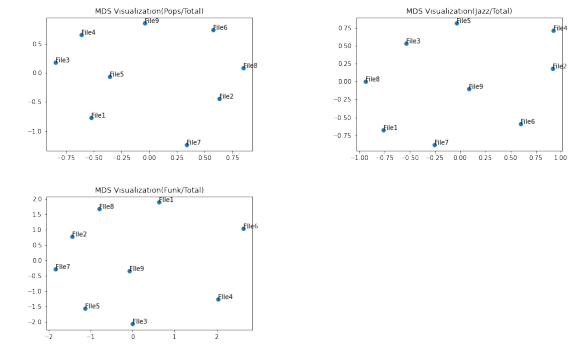 MDS Visualization(Pops/Total)
File9
File6
File4
0.5
File3
File8
0.0
File5
File2
−0.5
File1
−1.0
File7
−0.75 −0.50 −0.25 0.00 0.25 0.50 0.75
MDS Visualization(Jazz/Total)
File5
0.75
File4
0.50
File3
0.25
File2
0.00
File8
File9
−0.25
−0.50
File6
File1
−0.75
File7
−1.00 −0.75 −0.50 −0.25 0.00 0.25 0.50 0.75 1.00
MDS Visualization(Funk/Total)
2.0
File1
File8
1.5
File6
1.0
File2
0.5
0.0
File7
File9
−0.5
−1.0
File4
−1.5
File5
−2.0
File3
−2 −1 0 1 2